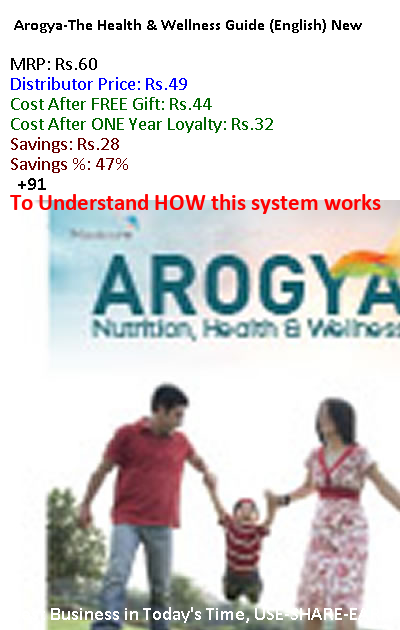 Arogya-The Health & Wellness Guide (English) New
MRP: Rs.60
Distributor Price: Rs.49
Cost After FREE Gift: Rs.44
Cost After ONE Year Loyalty: Rs.32
Savings: Rs.28
Savings %: 47%
+91
To Understand HOW this system works
AROGYA
Nutrition, Health & Wellness
Business in Today's Time, USE-SHARE-E